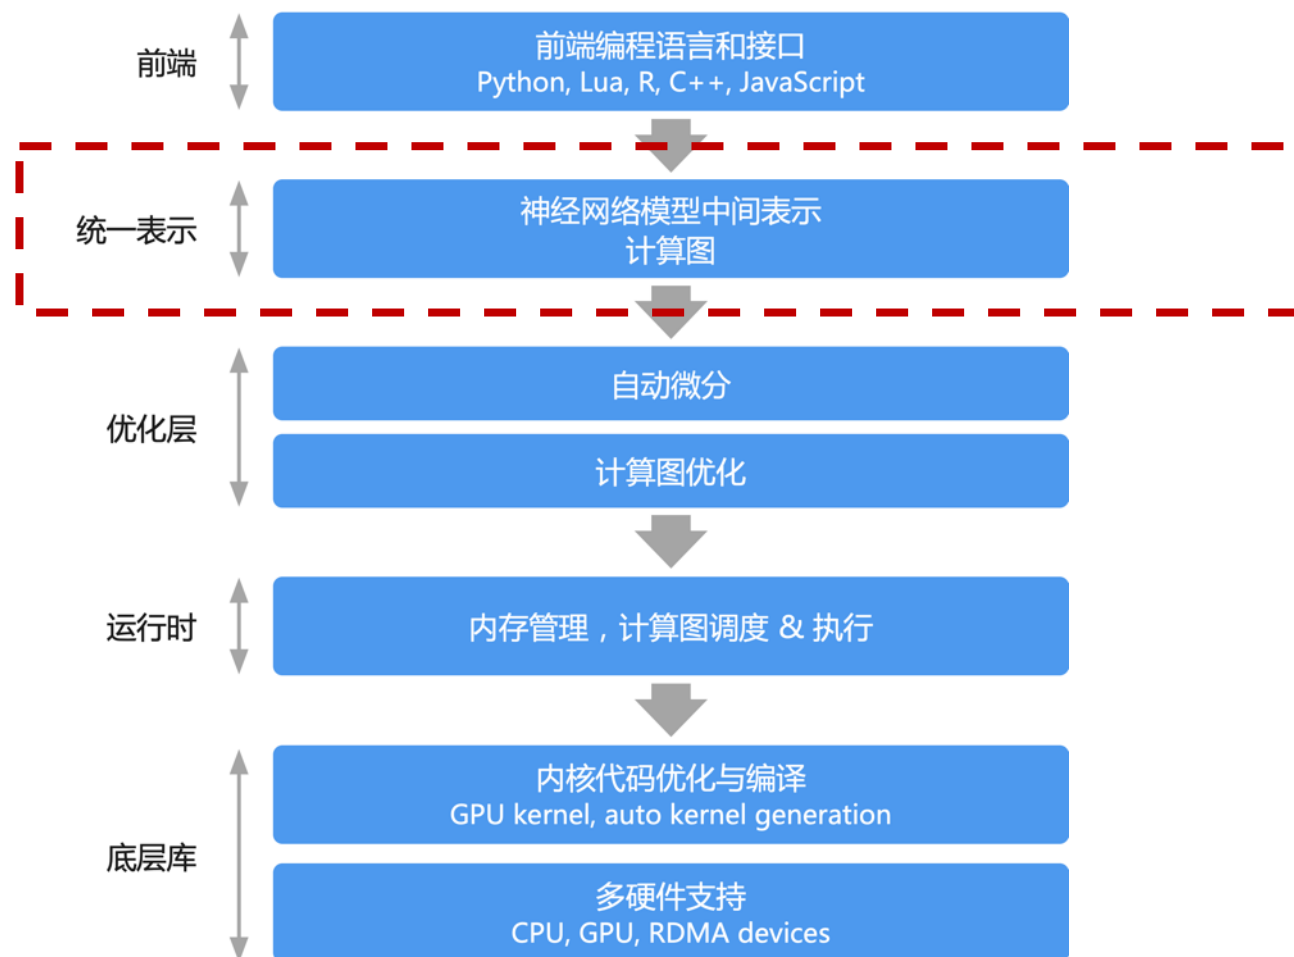 前端
前端编程语言和接口
Python, Lua, R, C++, JavaScript
统一表示
神经网络模型中间表示
计算图
优化层
自动微分
计算图优化
运行时
内存管理，计算图调度 & 执行
底层库
内核代码优化与编译
GPU kernel, auto kernel generation
多硬件支持
CPU, GPU, RDMA devices